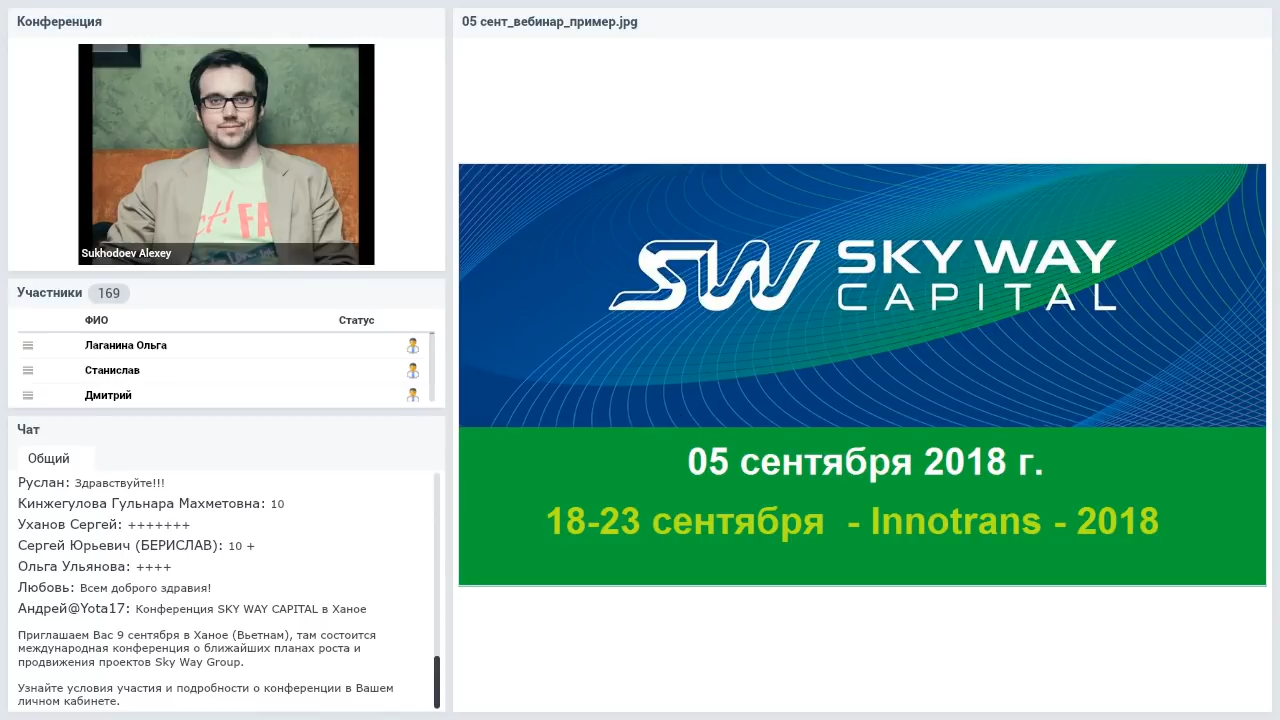 Конференция
Sukhodoev Alexey
Участники 169
ФИО Статус
Лаганина Ольга
Станислав
Дмитрий
Чат
Общий
Руслан: Здравствуйте!!!
Кинжегулова Гульнара Махметовна: 10
Уханов Сергей: +++++++
Сергей Юрьевич (БЕРИСЛАВ): 10 +
Ольга Ульянова: ++++
Любовь: Всем доброго здравия!
Андрей@Yota17: Конференция SKY WAY CAPITAL в Ханое
Приглашаем Вас 9 сентября в Ханое (Вьетнам), там состоится
международная конференция о ближайших планах роста и
продвижения проектов Sky Way Group.
Узнайте условия участия и подробности о конференции в Вашем
личном кабинете.
05 сент_вебинар_пример.jpg
SW SKY WAY
CAPITAL
05 сентября 2018 г.
18-23 сентября - Innotrans - 2018